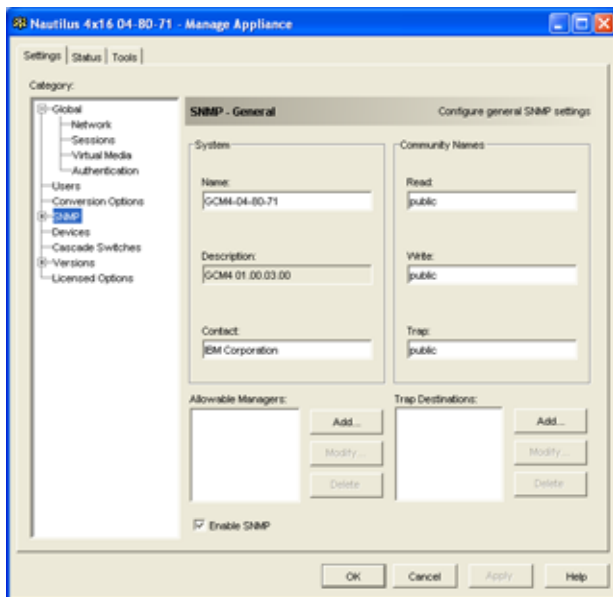 Nautilus 4x16 04-80-71 - Manage Appliance
Settings Status Tools
Category:
Global
Network
Sessions
Virtual Media
Authentication
Users
Conversion Options
SNMP
Devices
Cascade Switches
Versions
Licensed Options
SNMP - General Configure general SNMP settings
System
Name:
GCM4-04-80-71
Description:
GCM4 01.00.03.00
Contact:
IBM Corporation
Community Names
Read:
public
Write:
public
Trap:
public
Allowable Managers:
Add...
Modify...
Delete
Trap Destinations:
Add...
Modify...
Delete
Enable SNMP
OK Cancel Apply Help